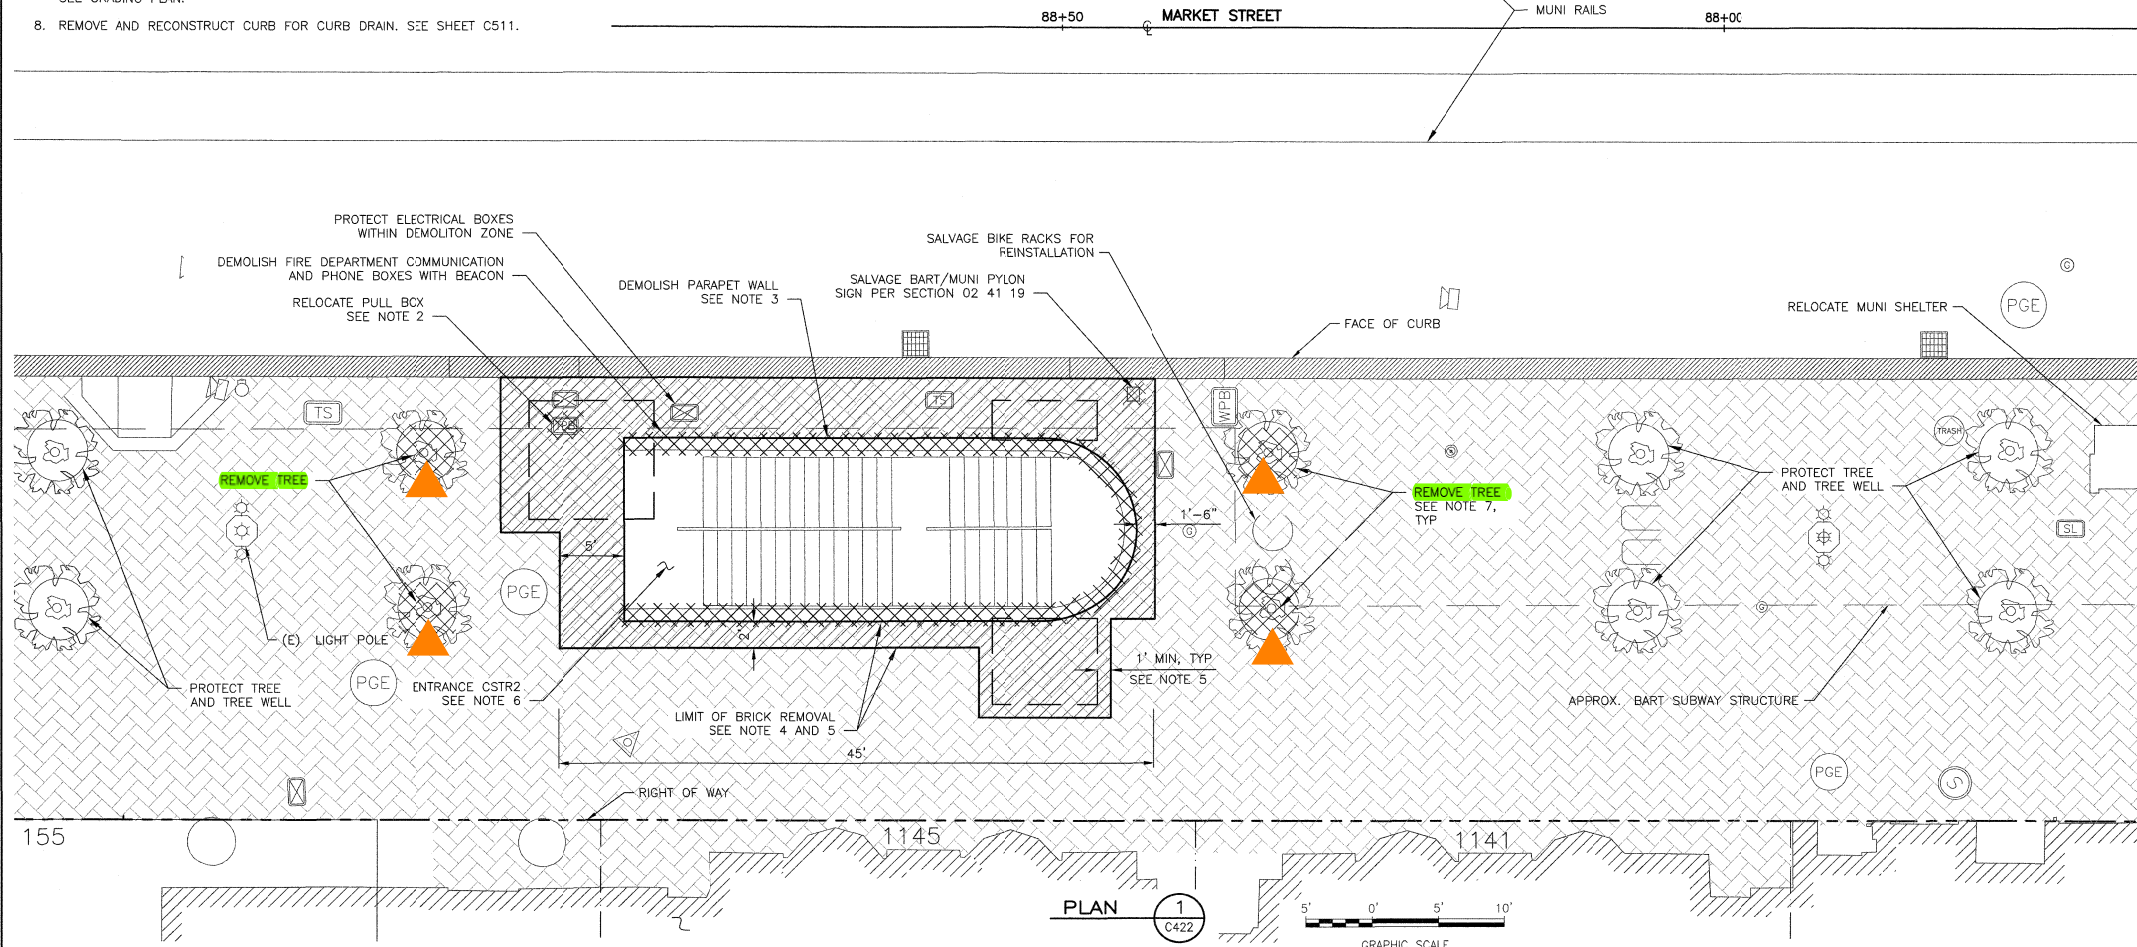 8. REMOVE AND RECONSTRUCT CURB FOR CURB DRAIN. SEE SHEET C511.
88+50
MARKET STREET
MUNI RAILS
PROTECT ELECTRICAL BOXES
WITHIN DEMOLITON ZONE
DEMOLISH FIRE DEPARTMENT COMMUNICATION
AND PHONE BOXES WITH BEACON
RELOCATE PULL BOX
SEE NOTE 2
DEMOLISH PARAPET WALL
SEE NOTE 3
SALVAGE BIKE RACKS FOR
REINSTALLATION
SALVAGE BART/MUNI PYLON
SIGN PER SECTION 02 41 19
FACE OF CURB
RELOCATE MUNI SHELTER
G
PGE
TS
TS
WPB
TRASH
REMOVE TREE
REMOVE TREE
SEE NOTE 7,
TYP
PROTECT TREE
AND TREE WELL
1'-6"
G
SL
5'
PGE
2'
G
(E) LIGHT POLE
PGE
PROTECT TREE
AND TREE WELL
ENTRANCE CSTR2
SEE NOTE 6
1' MIN, TYP
SEE NOTE 5
APPROX. BART SUBWAY STRUCTURE
LIMIT OF BRICK REMOVAL
SEE NOTE 4 AND 5
45'
PGE
S
RIGHT OF WAY
155
1145
1141
PLAN
1
C422
5'
0'
5'
10'